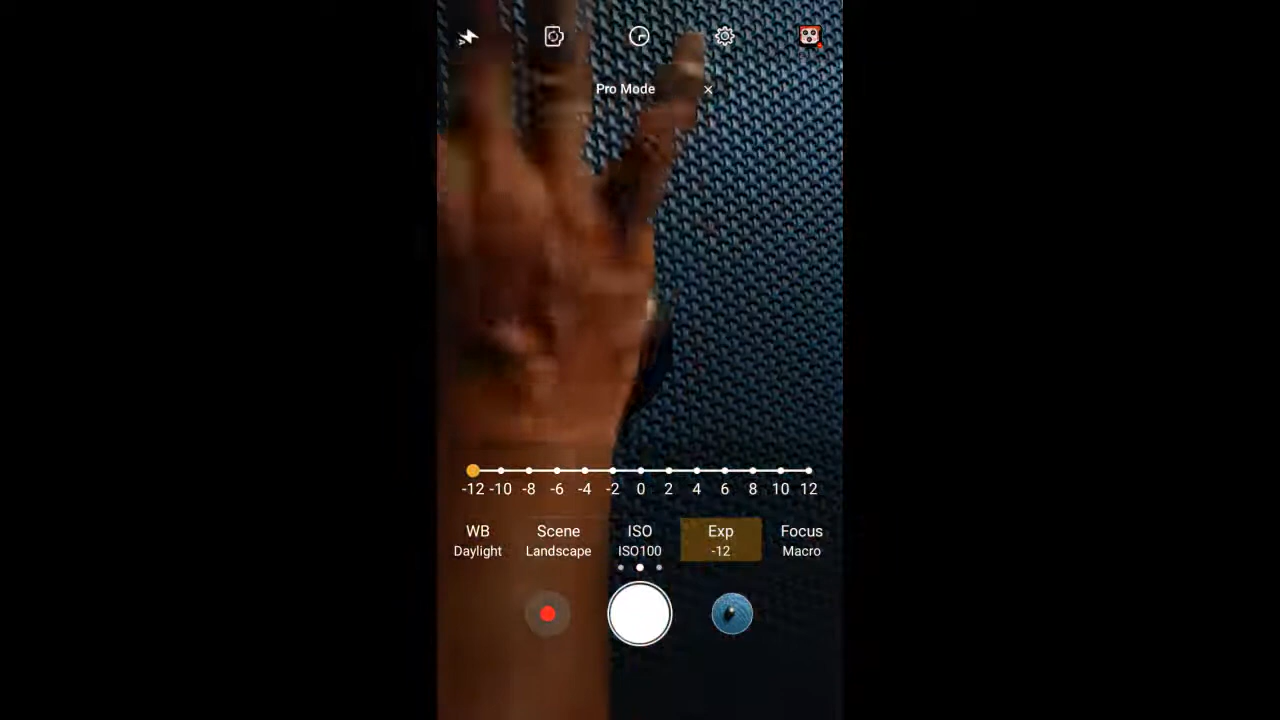 Pro Mode ×
-12 -10 -8 -6 -4 -2 0 2 4 6 8 10 12
WB Scene ISO Exp Focus
Daylight Landscape ISO100 -12 Macro